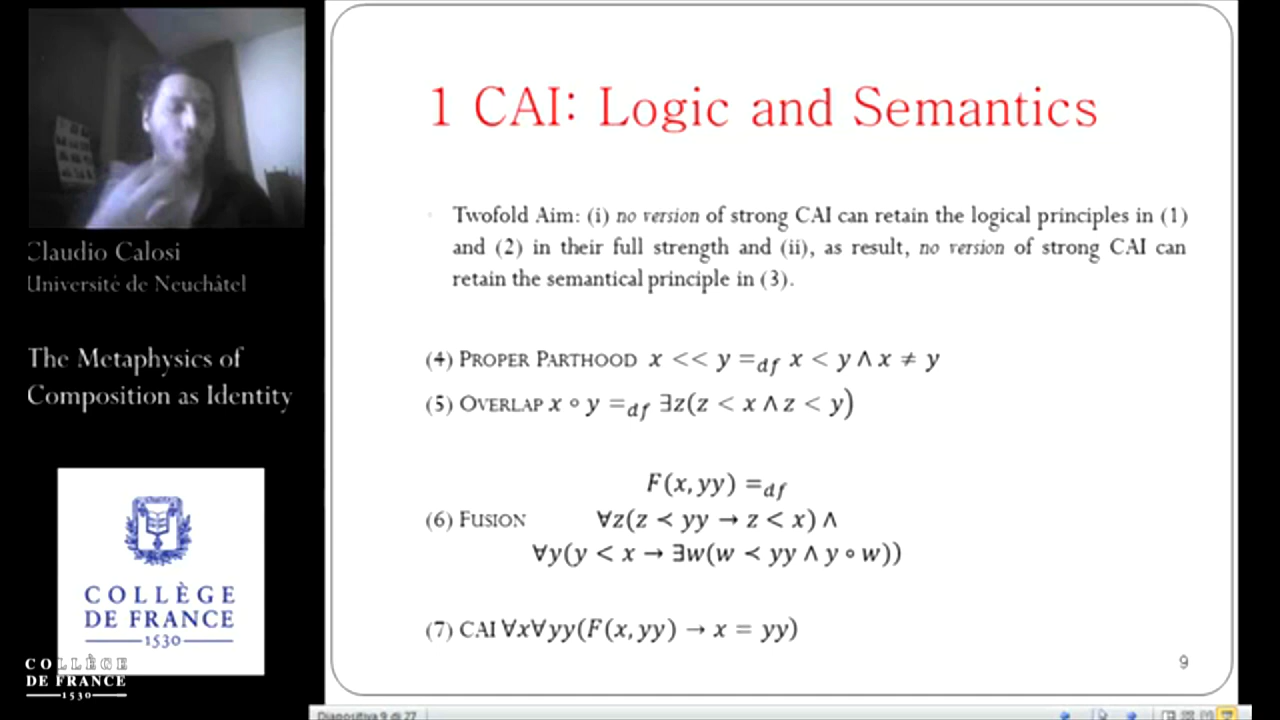 1 CAI: Logic and Semantics
Twofold Aim: (i) no version of strong CAI can retain the logical principles in (1)
and (2) in their full strength and (ii), as result, no version of strong CAI can
retain the semantical principle in (3).
(4) PROPER PARTHOOD x << y =df x < y ∧ x ≠ y
(5) OVERLAP x ∘ y =df ∃z(z < x ∧ z < y)
F(x, yy) =df
(6) FUSION ∀z(z ≺ yy → z < x) ∧
∀y(y < x → ∃w(w ≺ yy ∧ y ∘ w))
(7) CAI ∀x∀yy(F(x, yy) → x = yy)
9
Claudio Calosi
Université de Neuchâtel
The Metaphysics of
Composition as Identity
COLLÈGE
DE FRANCE
1530
COLLÈGE
DE FRANCE
1530
Diapositiva 9 di 27